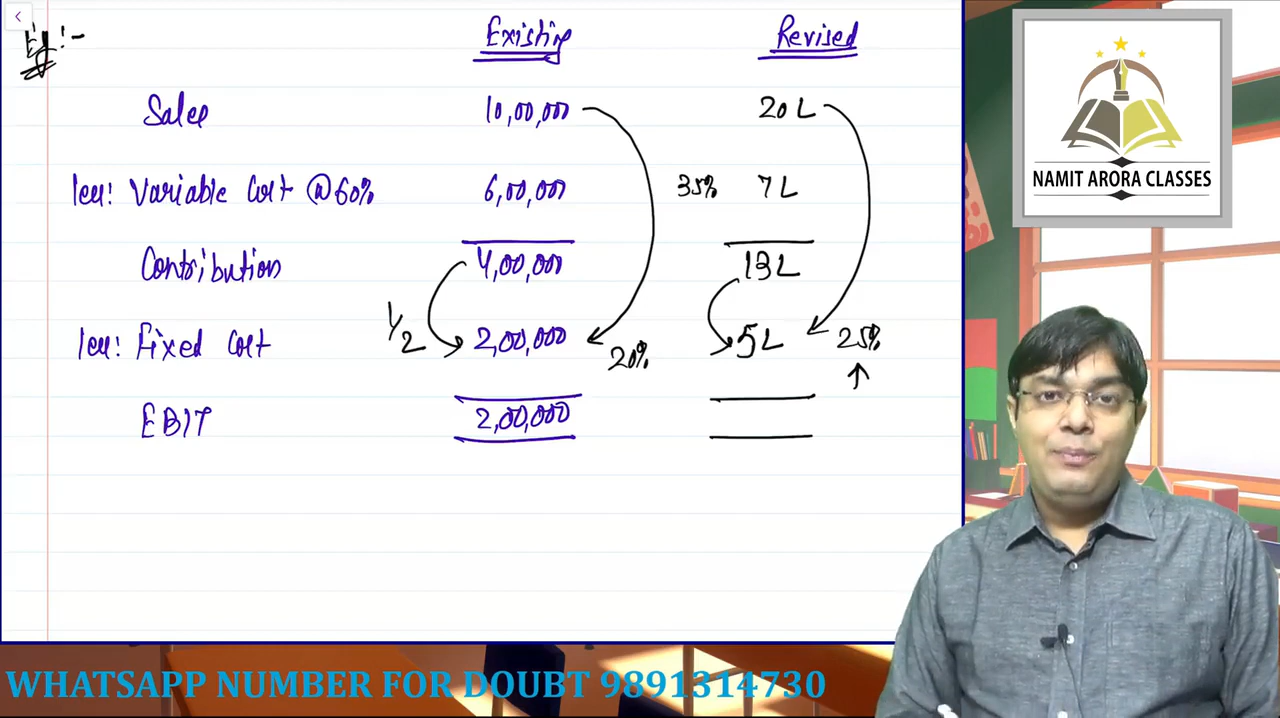 Eg:-
Existing Revised
Sales 10,00,000 20 L
less: Variable Cost @60% 6,00,000 35% 7 L
Contribution 4,00,000 13 L
1/2
less: Fixed Cost 2,00,000 20% 5L 25%
EBIT 2,00,000
NAMIT ARORA CLASSES
WHATSAPP NUMBER FOR DOUBT 9891314730